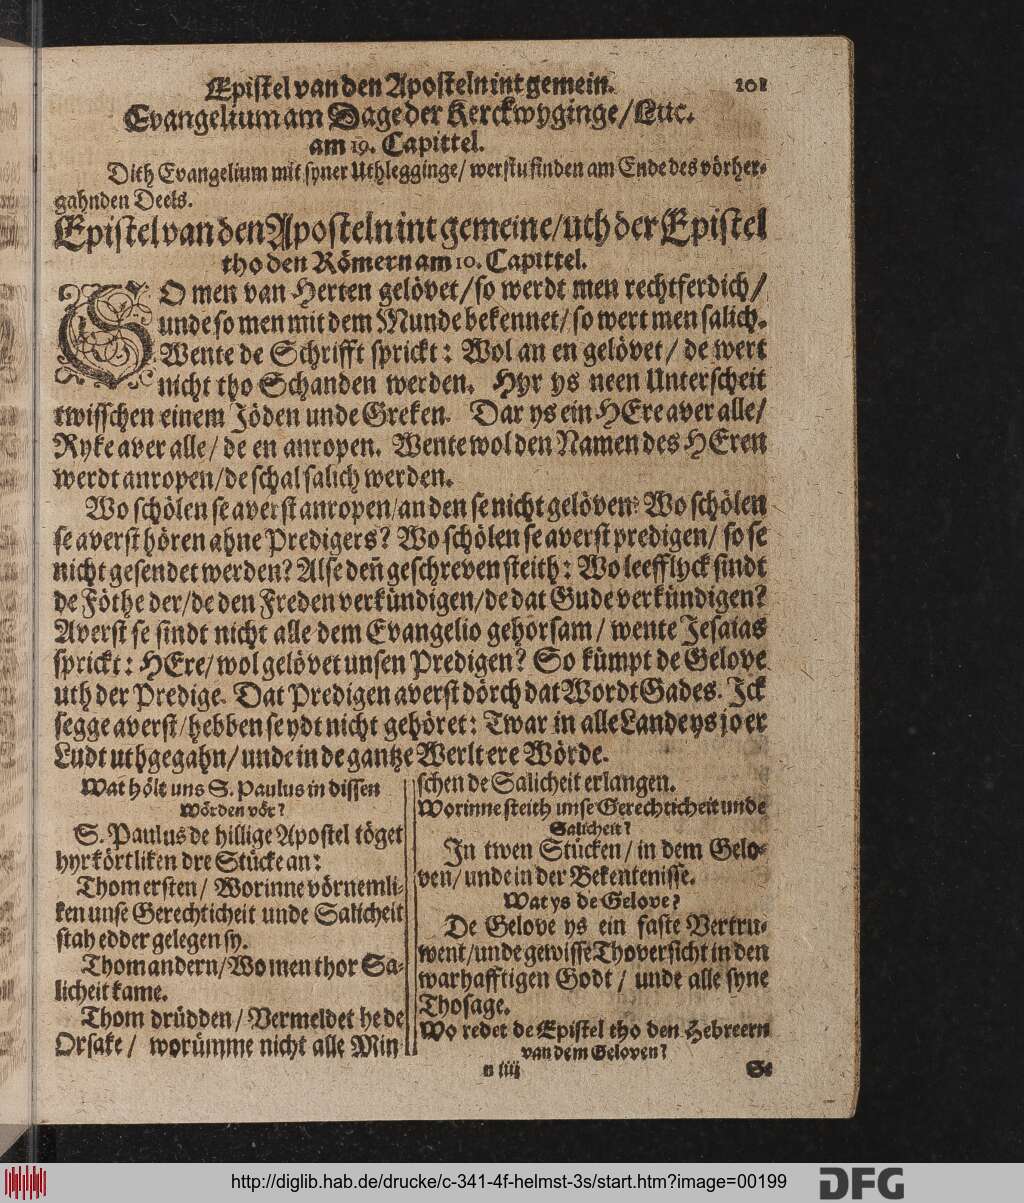 Epistel van den Aposteln int gemein. 201
Evangelium am Dage der Kerckwyginge/ Luc.
am 19. Capittel.
Dith Evangelium mit syner Uthlegginge/ werstu finden am Ende des vörher-
gahnden Deels.
Epistel van den Aposteln int gemeine/ uth der Epistel
tho den Römern am 10. Capittel.
SO men van Herten gelövet/ so werdt men rechtferdich/
unde so men mit dem Munde bekennet/ so wert men salich.
Wente de Schrifft sprickt: Wol an en gelövet/ de wert
nicht tho Schanden werden. Hyr ys neen Unterscheit
twisschen einem Jöden unde Greken. Dar ys ein HEre aver alle/
Ryke aver alle/ de en anropen. Wente wol den Namen des HEren
werdt anropen/ de schal salich werden.
Wo schölen se averst anropen/ an den se nicht gelöven? Wo schölen
se averst hören ahne Predigers? Wo schölen se averst predigen/ so se
nicht gesendet werden? Alse deñ geschreven steith: Wo leefflyck sindt
de Föthe der/ de den Freden verkündigen/ de dat Gude verkündigen?
Averst se sindt nicht alle dem Evangelio gehorsam/ wente Jesaias
sprickt: HEre/ wol gelövet unsen Predigen? So kümpt de Gelove
uth der Predige. Dat Predigen averst dörch dat Wordt Gades. Jck
segge averst/ hebben se ydt nicht gehöret: Twar in alle Lande ys jo er
Ludt uthgegahn/ unde in de gantze Werlt ere Wörde.
Wat hölt uns S. Paulus in dissen
Wörden vör?
S. Paulus de hillige Apostel töget
hyr körtliken dre Stücke an:
Thom ersten/ Worinne vörnemli-
ken unse Gerechticheit unde Salicheit
stah edder gelegen sy.
Thom andern/ Wo men thor Sa-
licheit kame.
Thom drüdden/ Vermeldet he de
Orsake/ worümme nicht alle Min-
schen de Salicheit erlangen.
Worinne steith unse Gerechticheit unde
Salicheit?
Jn twen Stücken/ in dem Gelo-
ven/ unde in der Bekentenisse.
Wat ys de Gelove?
De Gelove ys ein faste Vertru-
went/ unde gewisse Thoversicht in den
warhafftigen Godt/ unde alle syne
Thosage.
Wo redet de Epistel tho den Hebreern
van dem Geloven?
n iiij Se
http://diglib.hab.de/drucke/c-341-4f-helmst-3s/start.htm?image=00199
DFG